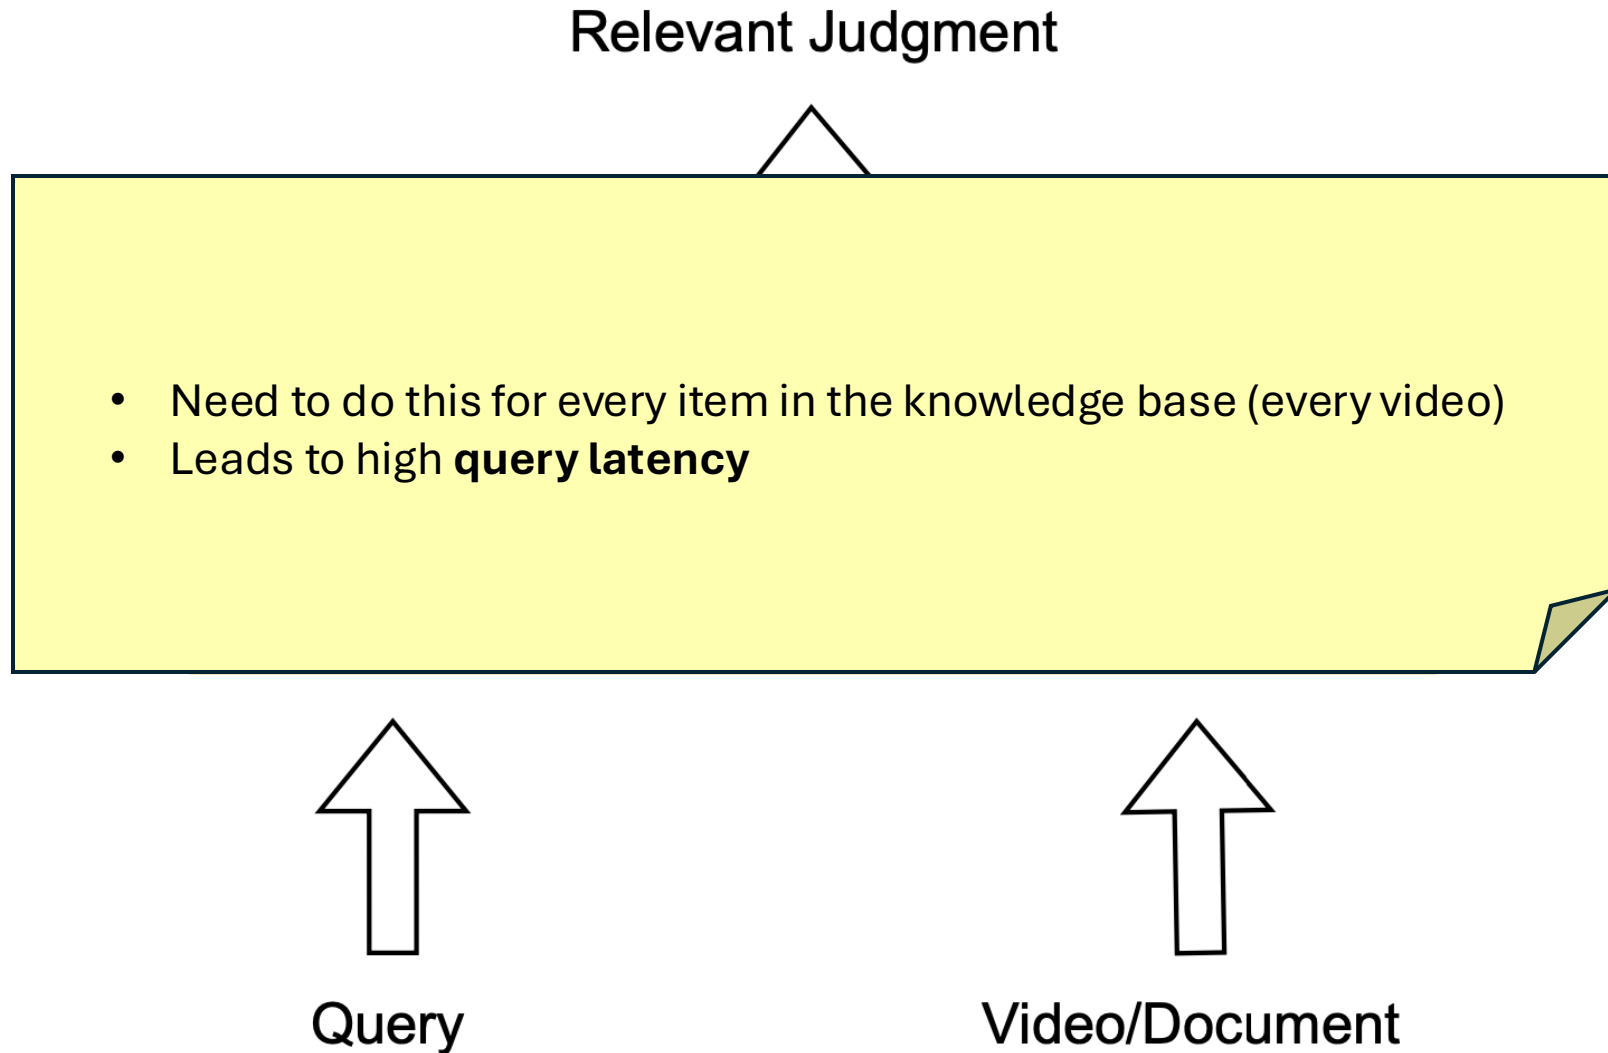 Relevant Judgment
• Need to do this for every item in the knowledge base (every video)
• Leads to high query latency
Query
Video/Document